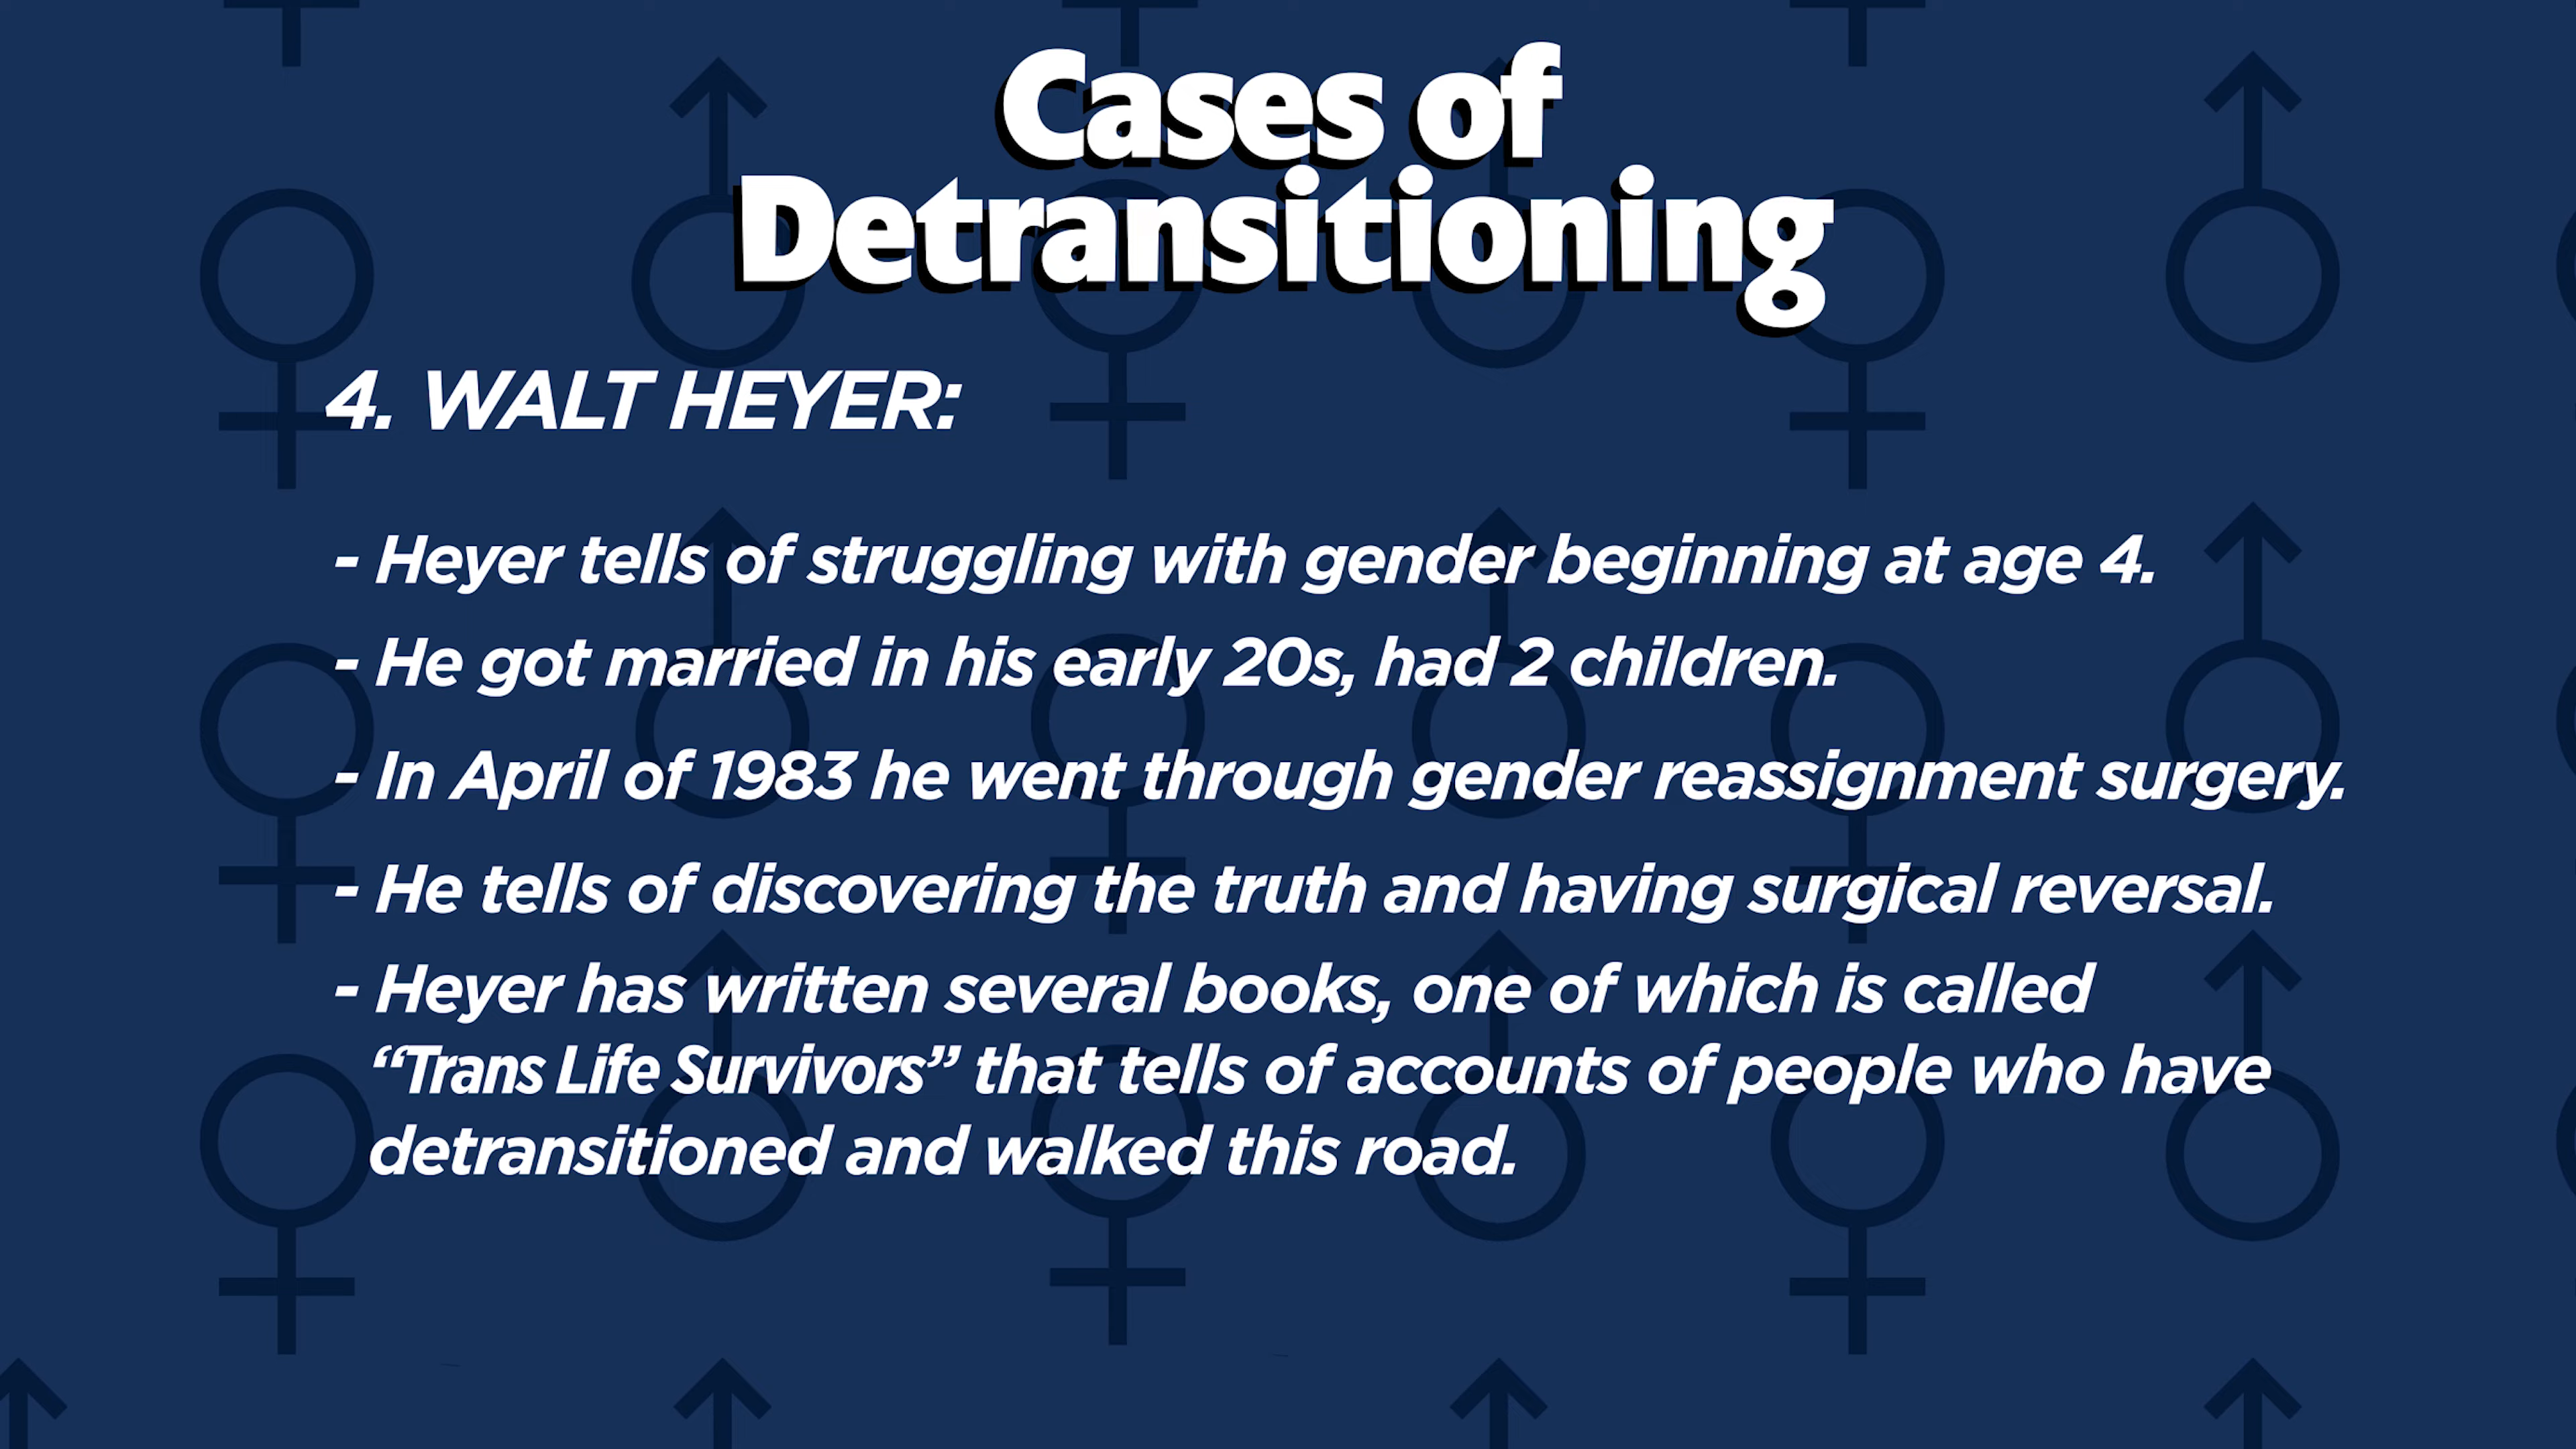 Cases of
Detransitioning
4. WALT HEYER:
- Heyer tells of struggling with gender beginning at age 4.
- He got married in his early 20s, had 2 children.
- In April of 1983 he went through gender reassignment surgery.
- He tells of discovering the truth and having surgical reversal.
- Heyer has written several books, one of which is called
“Trans Life Survivors” that tells of accounts of people who have
detransitioned and walked this road.